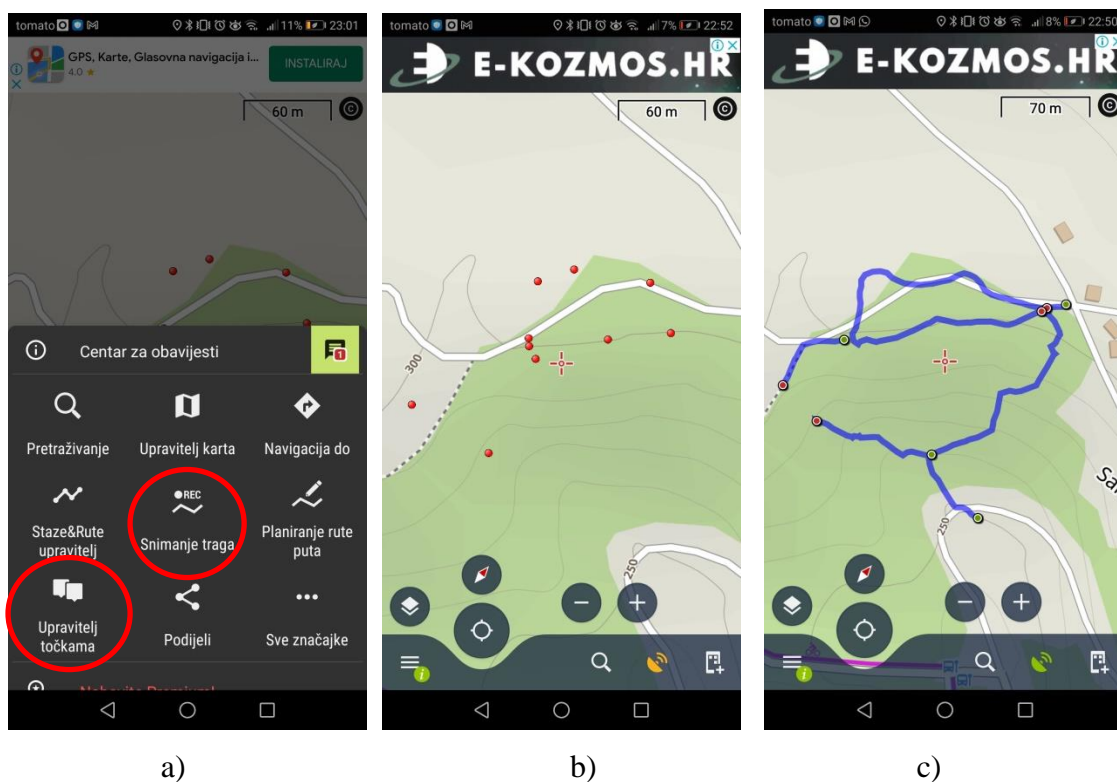 tomato 11% 23:01
GPS, Karte, Glasovna navigacija i...
4.0 ★
INSTALIRAJ
60 m
Centar za obavijesti
1
Pretraživanje
Upravitelj karta
Navigacija do
REC
Staze&Rute
upravitelj
Snimanje traga
Planiranje rute
puta
Upravitelj
točkama
Podijeli
Sve značajke
a)
tomato 7% 22:52
E-KOZMOS.HR
60 m
300
250
b)
tomato 8% 22:50
E-KOZMOS.HR
70 m
250
c)